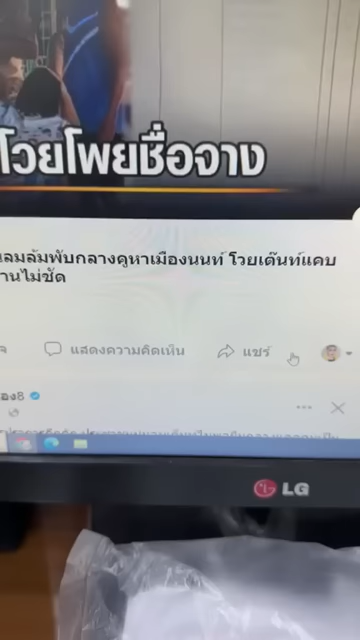 โวยโพยชื่อจาง
ลมล้มพับกลางคูหาเมืองนนท์ โวยเต๊นท์แคบ
านไม่ชัด
แสดงความคิดเห็น
แชร์
อง8
LG